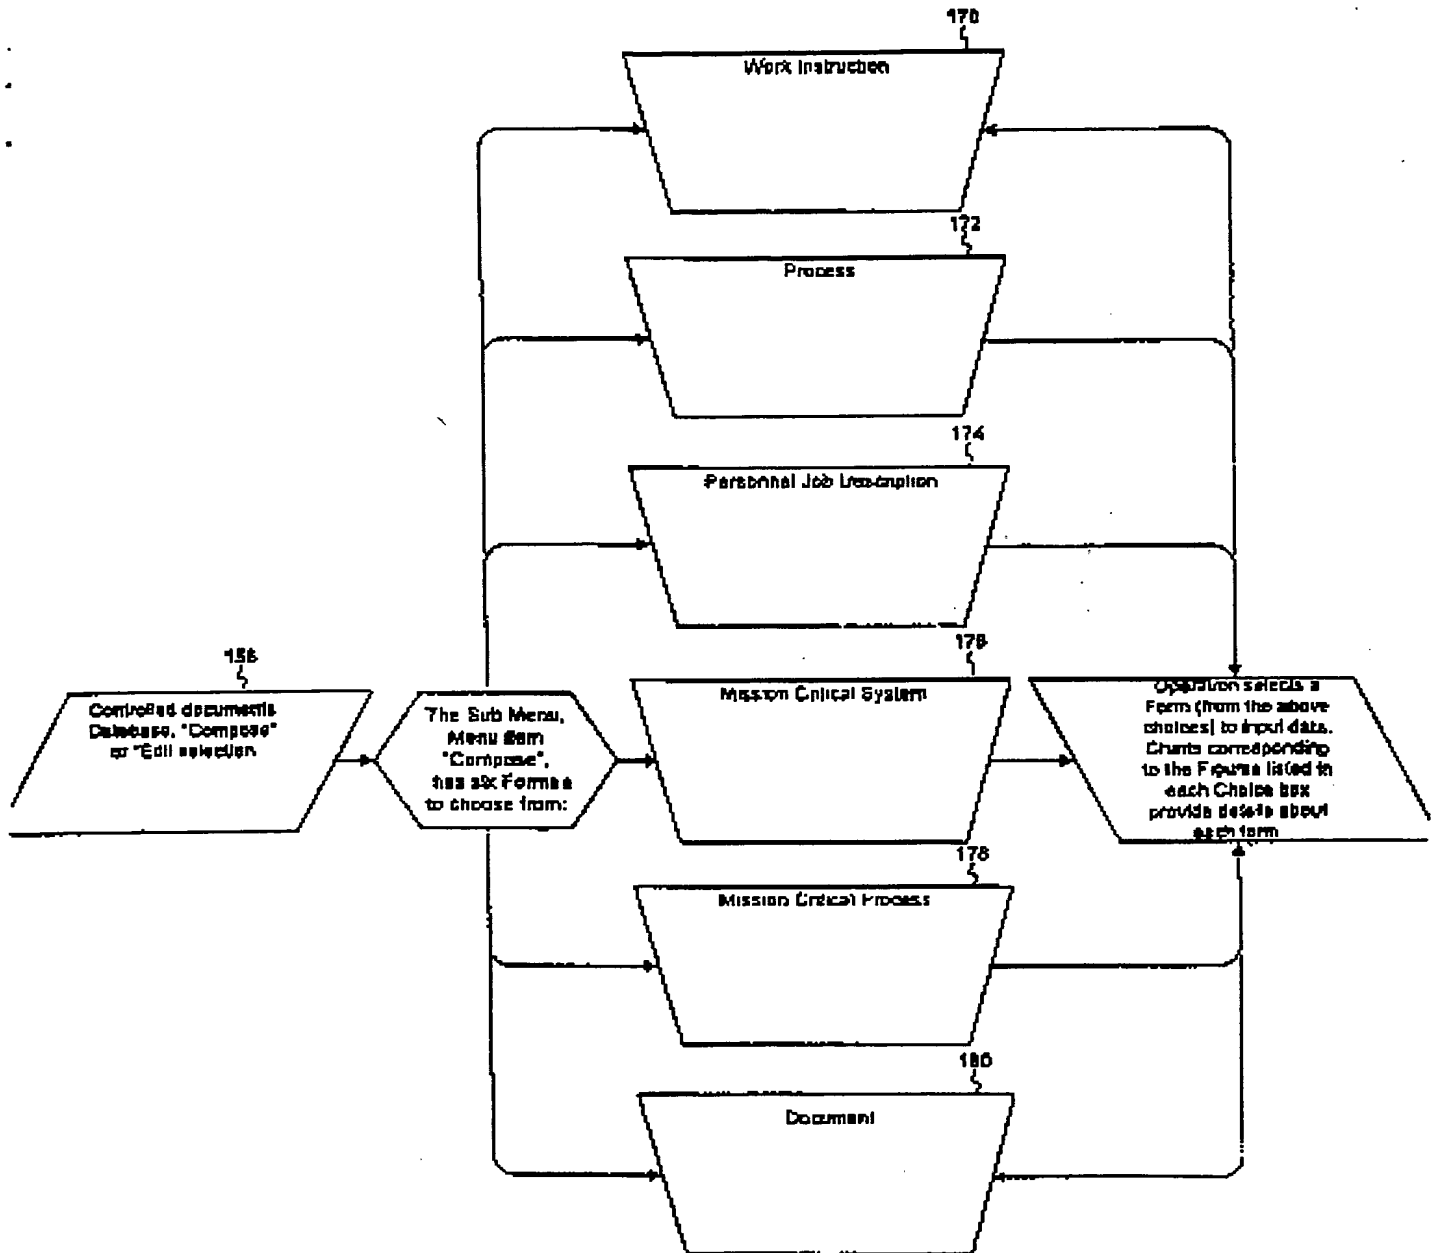 170
Work Instruction
172
Process
174
Personnel Job Description
156
Controlled documents
Database, "Compose"
or "Edit selection
The Sub Menu,
Menu Item
"Compose",
has six Formes
to choose from:
Mission Critical System
Operation selects a
Form (from the above
choices) to input data.
Charts corresponding
to the Figures listed in
each Choice box
provide details about
each form
178
Mission Critical Process
180
Document